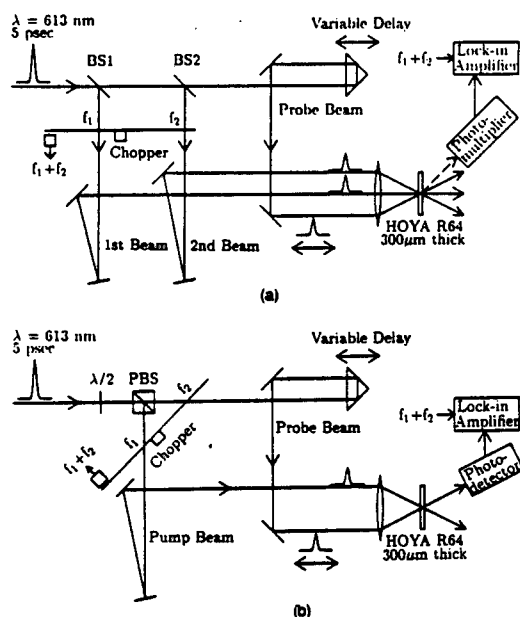 λ = 613 nm
5 psec
BS1
BS2
Variable Delay
f₁+f₂
Lock-in
Amplifier
f₁
f₂
Probe Beam
Chopper
f₁+f₂
Photo-
multiplier
1st Beam
2nd Beam
HOYA R64
300μm thick
(a)
λ = 613 nm
5 psec
λ/2
PBS
f₂
Variable Delay
f₁+f₂
Lock-in
Amplifier
f₁
Chopper
f₁+f₂
Probe Beam
Photo-
detector
Pump Beam
HOYA R64
300μm thick
(b)